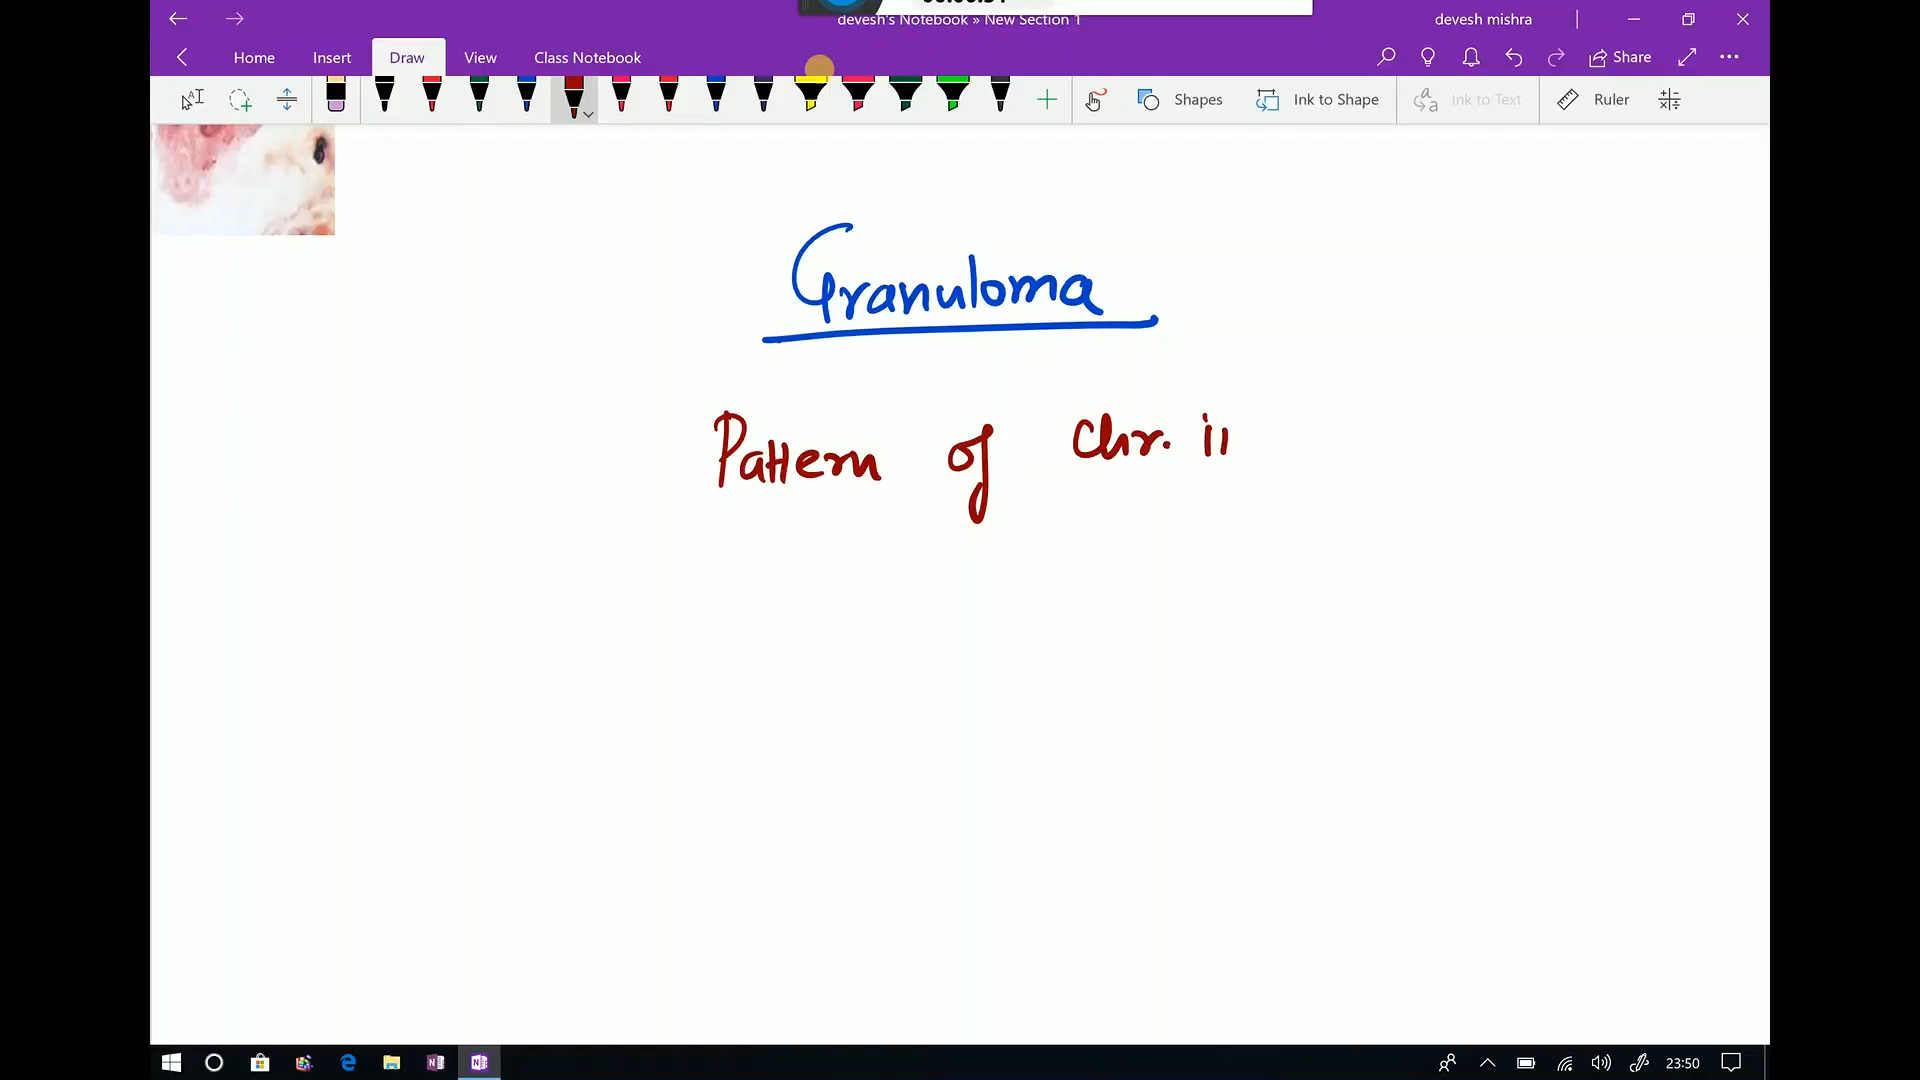 devesh's Notebook » New Section 1
devesh mishra
Home Insert Draw View Class Notebook
Share
Shapes Ink to Shape Ink to Text Ruler
Granuloma
Pattern of Chr.
23:50